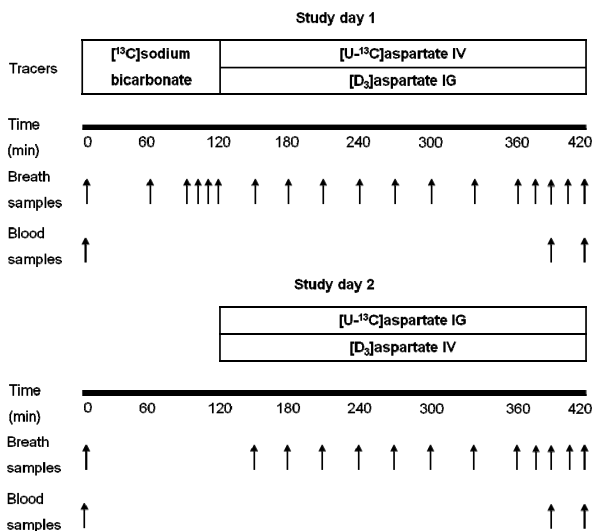 Study day 1
Tracers
[¹³C]sodium
bicarbonate
[U-¹³C]aspartate IV
[D₃]aspartate IG
Time
(min)
0 60 120 180 240 300 360 420
Breath
samples
Blood
samples
Study day 2
[U-¹³C]aspartate IG
[D₃]aspartate IV
Time
(min)
0 60 120 180 240 300 360 420
Breath
samples
Blood
samples